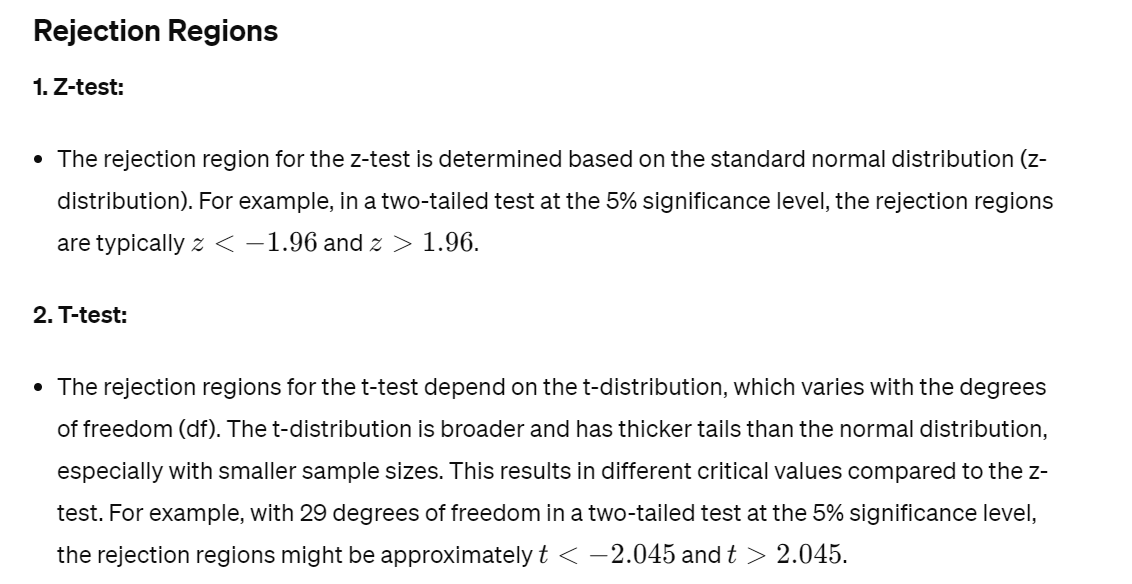 Rejection Regions
1. Z-test:
• The rejection region for the z-test is determined based on the standard normal distribution (z-
distribution). For example, in a two-tailed test at the 5% significance level, the rejection regions
are typically z < −1.96 and z > 1.96.
2. T-test:
• The rejection regions for the t-test depend on the t-distribution, which varies with the degrees
of freedom (df). The t-distribution is broader and has thicker tails than the normal distribution,
especially with smaller sample sizes. This results in different critical values compared to the z-
test. For example, with 29 degrees of freedom in a two-tailed test at the 5% significance level,
the rejection regions might be approximately t < −2.045 and t > 2.045.